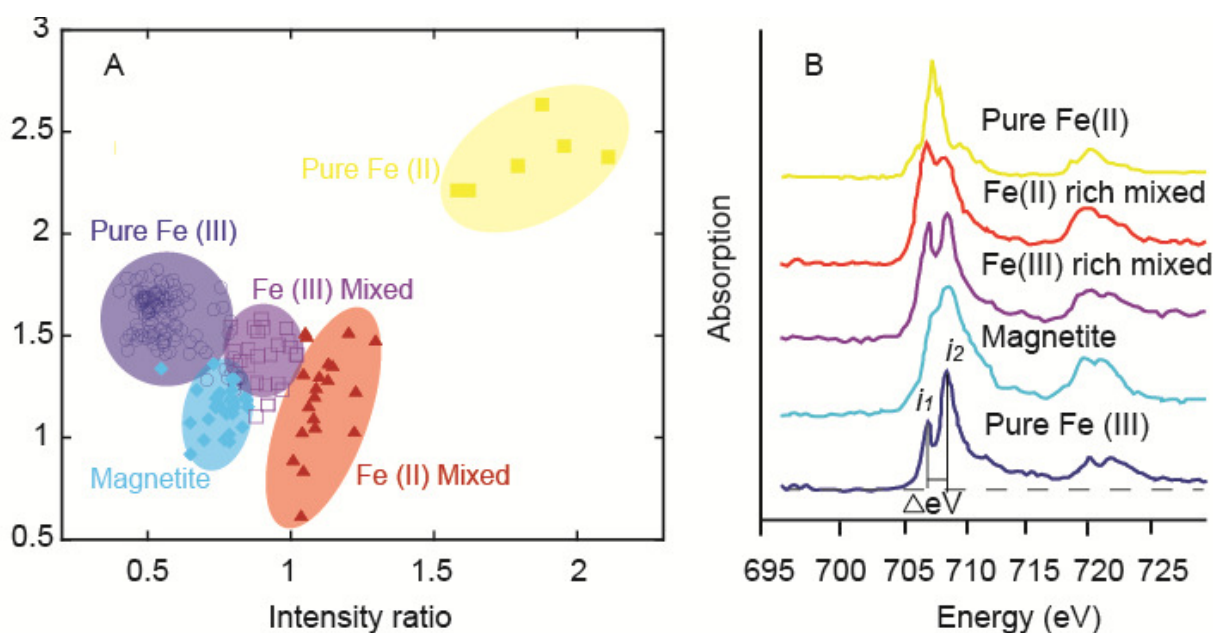 3
2.5
2
1.5
1
0.5
A
Pure Fe (II)
Pure Fe (III)
Fe (III) Mixed
Magnetite
Fe (II) Mixed
0.5 1 1.5 2
Intensity ratio
B
Absorption
Pure Fe(II)
Fe(II) rich mixed
Fe(III) rich mixed
Magnetite
i2
i1
Pure Fe (III)
△eV
695 700 705 710 715 720 725
Energy (eV)